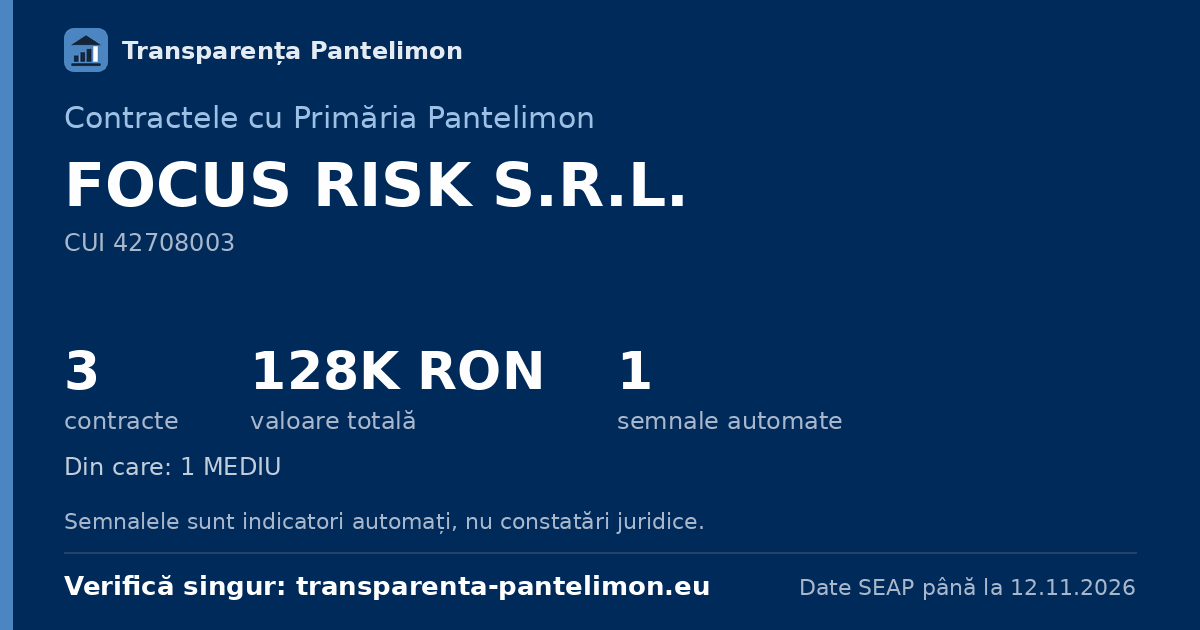 Transparența Pantelimon
Contractele cu Primăria Pantelimon
FOCUS RISK S.R.L.
CUI 42708003
3 128K RON 1
contracte valoare totală semnale automate
Din care: 1 MEDIU
Semnalele sunt indicatori automați, nu constatări juridice.
Verifică singur: transparenta-pantelimon.eu Date SEAP până la 12.11.2026